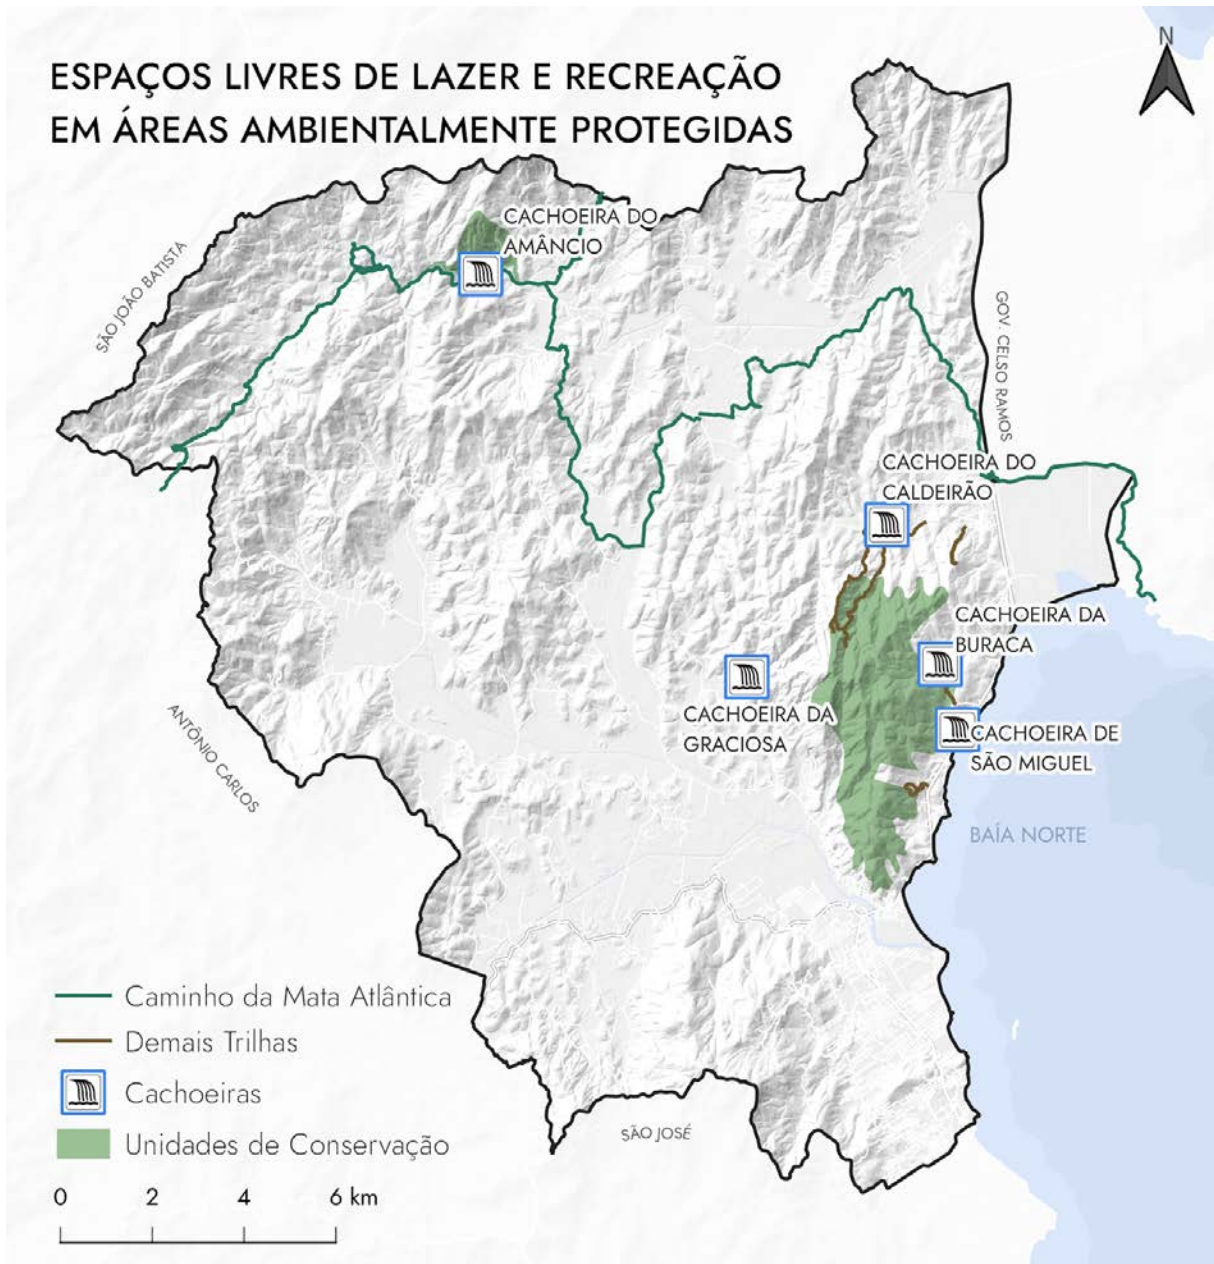 ESPAÇOS LIVRES DE LAZER E RECREAÇÃO
EM ÁREAS AMBIENTALMENTE PROTEGIDAS
N
CACHOEIRA DO
AMÂNCIO
SÃO JOÃO BATISTA
GOV. CELSO RAMOS
CACHOEIRA DO
CALDEIRÃO
CACHOEIRA DA
BURACA
CACHOEIRA DA
GRACIOSA
CACHOEIRA DE
SÃO MIGUEL
ANTÔNIO CARLOS
BAÍA NORTE
Caminho da Mata Atlântica
Demais Trilhas
Cachoeiras
Unidades de Conservação
SÃO JOSÉ
0 2 4 6 km